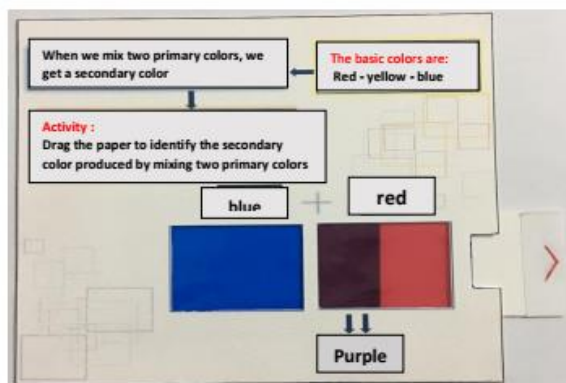 When we mix two primary colors, we
get a secondary color
The basic colors are:
Red - yellow - blue
Activity :
Drag the paper to identify the secondary
color produced by mixing two primary colors
blue
red
Purple